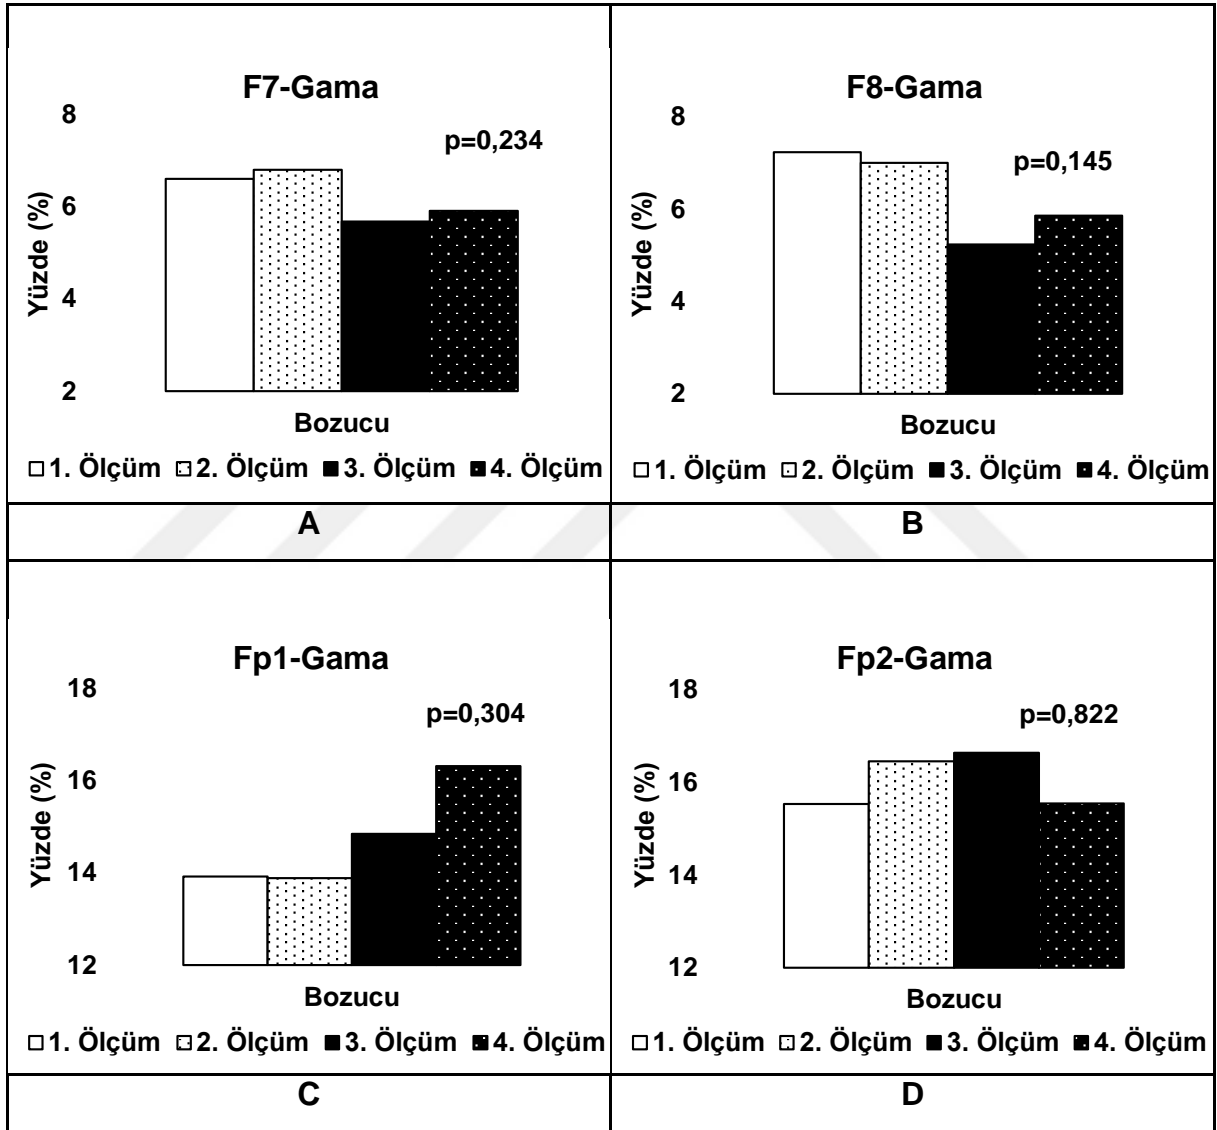 F7-Gama
8
p=0,234
6
4
2
Yüzde (%)
Bozucu
1. Ölçüm 2. Ölçüm 3. Ölçüm 4. Ölçüm
A
F8-Gama
8
p=0,145
6
4
2
Yüzde (%)
Bozucu
1. Ölçüm 2. Ölçüm 3. Ölçüm 4. Ölçüm
B
Fp1-Gama
18
p=0,304
16
14
12
Yüzde (%)
Bozucu
1. Ölçüm 2. Ölçüm 3. Ölçüm 4. Ölçüm
C
Fp2-Gama
18
p=0,822
16
14
12
Yüzde (%)
Bozucu
1. Ölçüm 2. Ölçüm 3. Ölçüm 4. Ölçüm
D